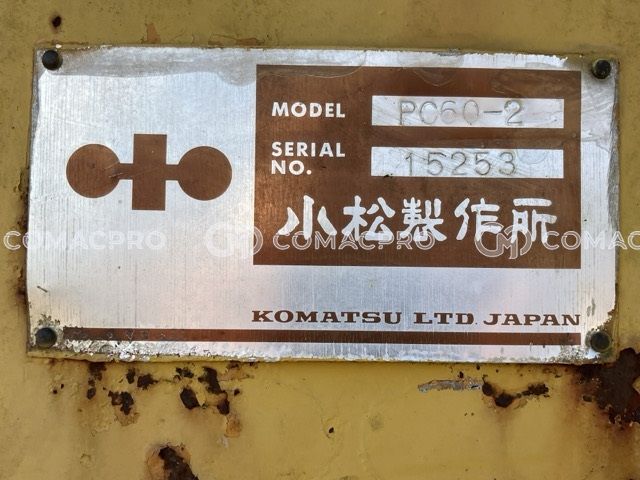 MODEL PC60-2
SERIAL NO. 15253
小松製作所
COMACPRO COMACPRO COMACPRO
KOMATSU LTD. JAPAN